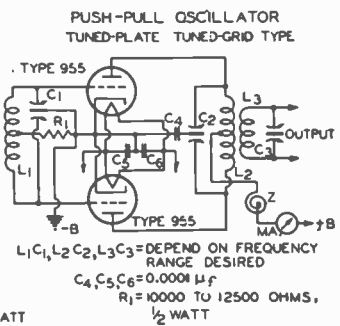 PUSH-PULL OSCILLATOR
TUNED-PLATE TUNED-GRID TYPE
TYPE 955
C1
R1
C4
C2
L3
OUTPUT
C5
C6
C3
L1
L2
Z
TYPE 955
-B
MA
+B
L1C1,L2C2,L3C3=DEPEND ON FREQUENCY
RANGE DESIRED
C4,C5,C6=0.0001 μf
R1=10000 TO 12500 OHMS,
ATT
1/2 WATT